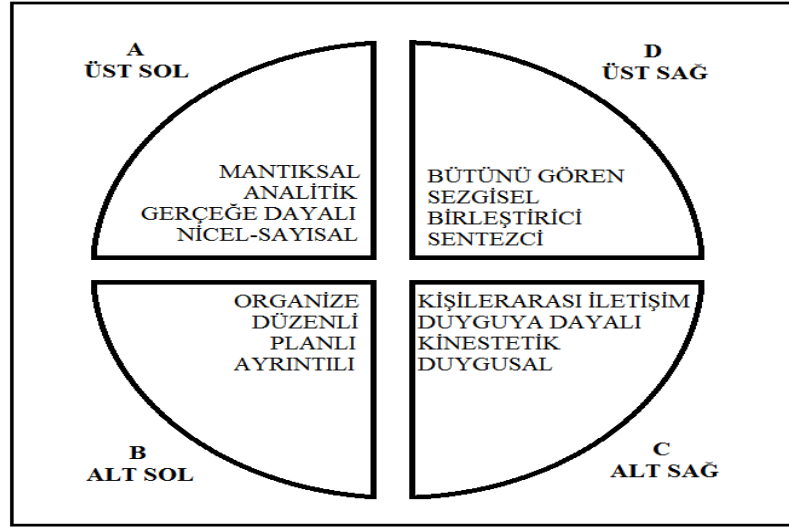 A
ÜST SOL
MANTIKSAL
ANALİTİK
GERÇEĞE DAYALI
NİCEL-SAYISAL
D
ÜST SAĞ
BÜTÜNÜ GÖREN
SEZGİSEL
BİRLEŞTİRİCİ
SENTEZCİ
ORGANİZE
DÜZENLİ
PLANLI
AYRINTILI
B
ALT SOL
KİŞİLERARASI İLETİŞİM
DUYGUYA DAYALI
KİNESTETİK
DUYGUSAL
C
ALT SAĞ